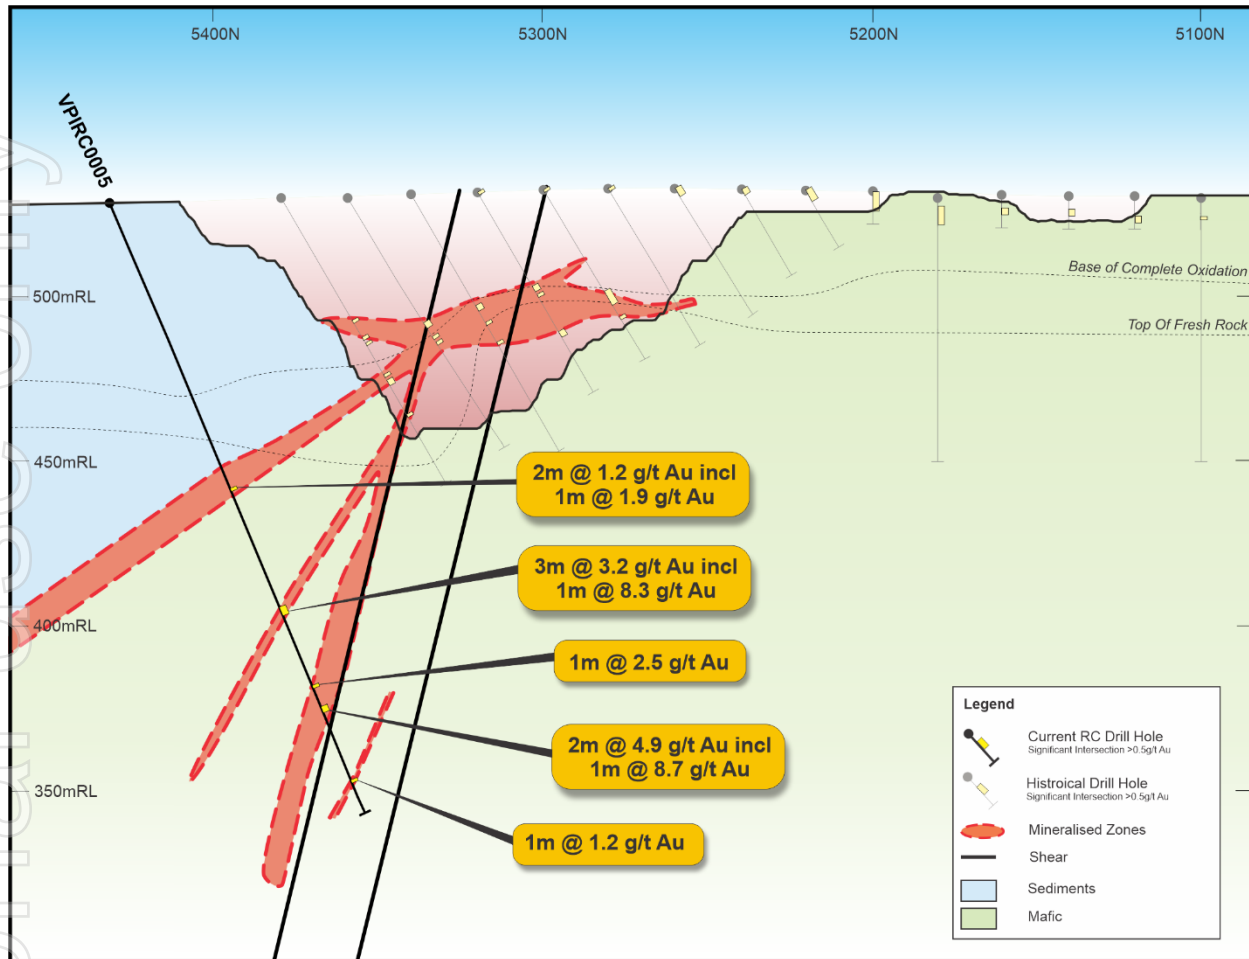 5400N
5300N
5200N
5100N
VPIRC0005
500mRL
450mRL
400mRL
350mRL
Base of Complete Oxidation
Top Of Fresh Rock
2m @ 1.2 g/t Au incl
1m @ 1.9 g/t Au
3m @ 3.2 g/t Au incl
1m @ 8.3 g/t Au
1m @ 2.5 g/t Au
2m @ 4.9 g/t Au incl
1m @ 8.7 g/t Au
1m @ 1.2 g/t Au
Legend
Current RC Drill Hole
Significant Intersection >0.5g/t Au
Histroical Drill Hole
Significant Intersection >0.5g/t Au
Mineralised Zones
Shear
Sediments
Mafic